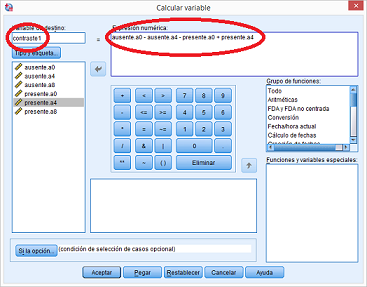 Calcular variable
Variable de destino:
Expresión numérica:
contraste1
=
ausente.a0 - ausente.a4 - presente.a0 + presente.a4
Tipo y etiqueta...
ausente.a0
ausente.a4
ausente.a8
presente.a0
presente.a4
presente.a8
+ < > 7 8 9
- <= >= 4 5 6
* = ~= 1 2 3
/ & | 0 .
** ~ () Eliminar
Grupo de funciones:
Todo
Aritméticas
FDA y FDA no centrada
Conversión
Fecha/hora actual
Cálculo de fechas
Creación de fechas
Funciones y variables especiales:
Si la opción...
(condición de selección de casos opcional)
Aceptar
Pegar
Restablecer
Cancelar
Ayuda